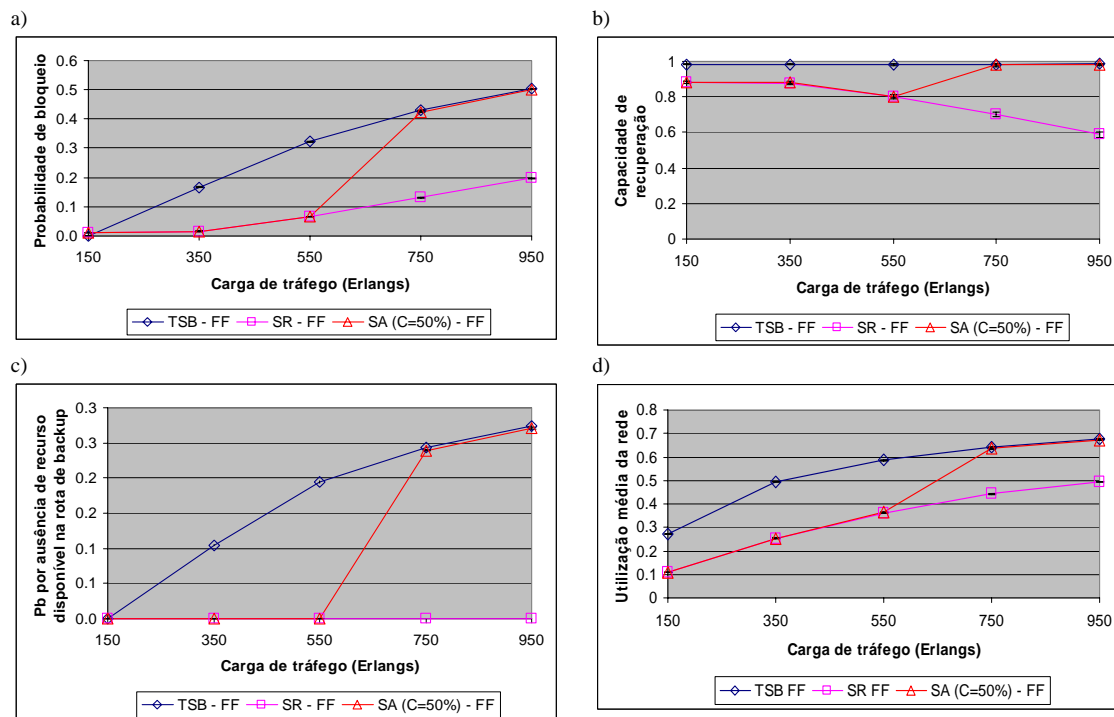 a)
Probabilidade de bloqueio
0.6
0.5
0.4
0.3
0.2
0.1
0.0
150 350 550 750 950
Carga de tráfego (Erlangs)
TSB - FF SR - FF SA (C=50%) - FF
b)
Capacidade de
recuperação
1
0.8
0.6
0.4
0.2
0
150 350 550 750 950
Carga de tráfego (Erlangs)
TSB - FF SR - FF SA (C=50%) - FF
c)
Pb por ausência de recurso
disponível na rota de backup
0.3
0.3
0.2
0.2
0.1
0.1
0.0
150 350 550 750 950
Carga de tráfego (Erlangs)
TSB - FF SR - FF SA (C=50%) - FF
d)
Utilização média da rede
0.8
0.7
0.6
0.5
0.4
0.3
0.2
0.1
0
150 350 550 750 950
Carga de tráfego (Erlangs)
TSB FF SR FF SA (C=50%) - FF